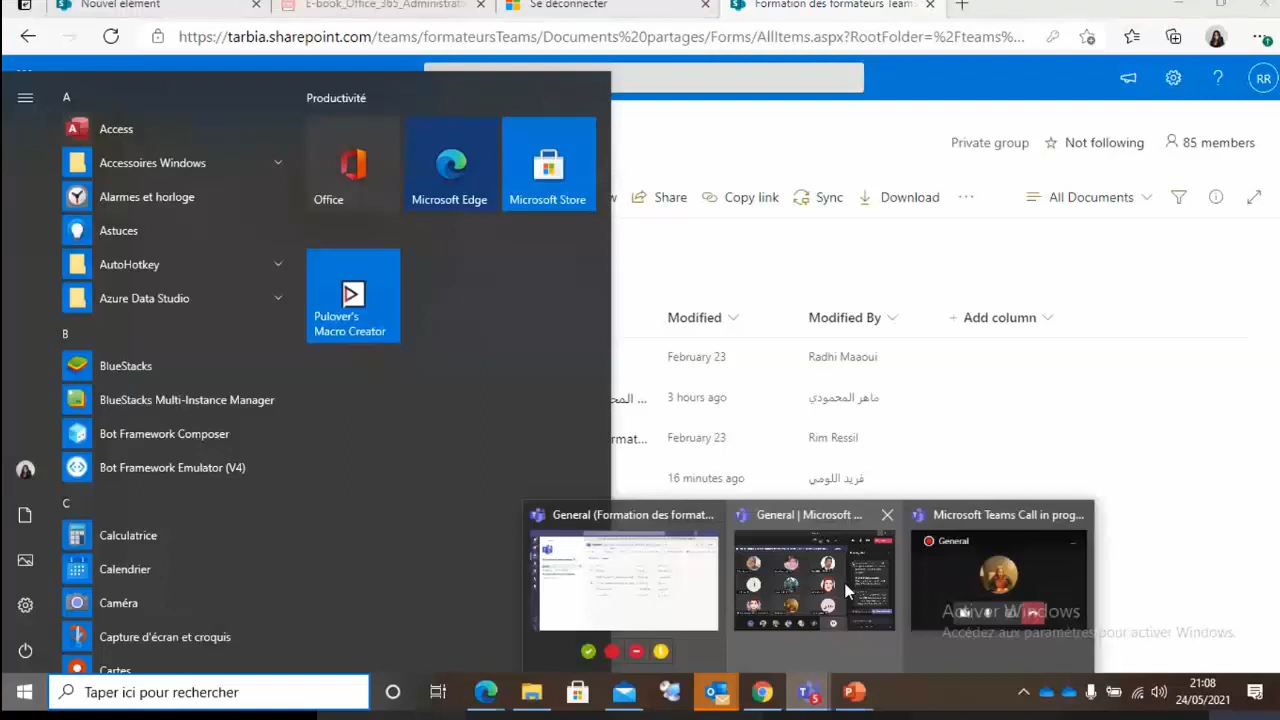 Nouvel élément
E-book_Office_365_Administrat
Se déconnecter
Formation des formateurs Teams
https://tarbia.sharepoint.com/teams/formateursTeams/Documents%20partages/Forms/AllItems.aspx?RootFolder=%2Fteams%2...
RR
A
Productivité
Access
Accessoires Windows
Alarmes et horloge
Astuces
AutoHotkey
Azure Data Studio
Office
Microsoft Edge
Microsoft Store
Pulover's
Macro Creator
B
BlueStacks
BlueStacks Multi-Instance Manager
Bot Framework Composer
Bot Framework Emulator (V4)
C
Calculatrice
Calendrier
Caméra
Capture d'écran et croquis
Cartes
Private group
Not following
85 members
Share
Copy link
Sync
Download
...
All Documents
Modified
Modified By
+ Add column
February 23
Radhi Maaoui
3 hours ago
ماهر المحمودي
February 23
Rim Ressil
16 minutes ago
فريد اللومي
General (Formation des format...
General | Microsoft ...
Microsoft Teams Call in prog...
General
Activer Windows
Accédez aux paramètres pour activer Windows.
Taper ici pour rechercher
5
21:08
24/05/2021